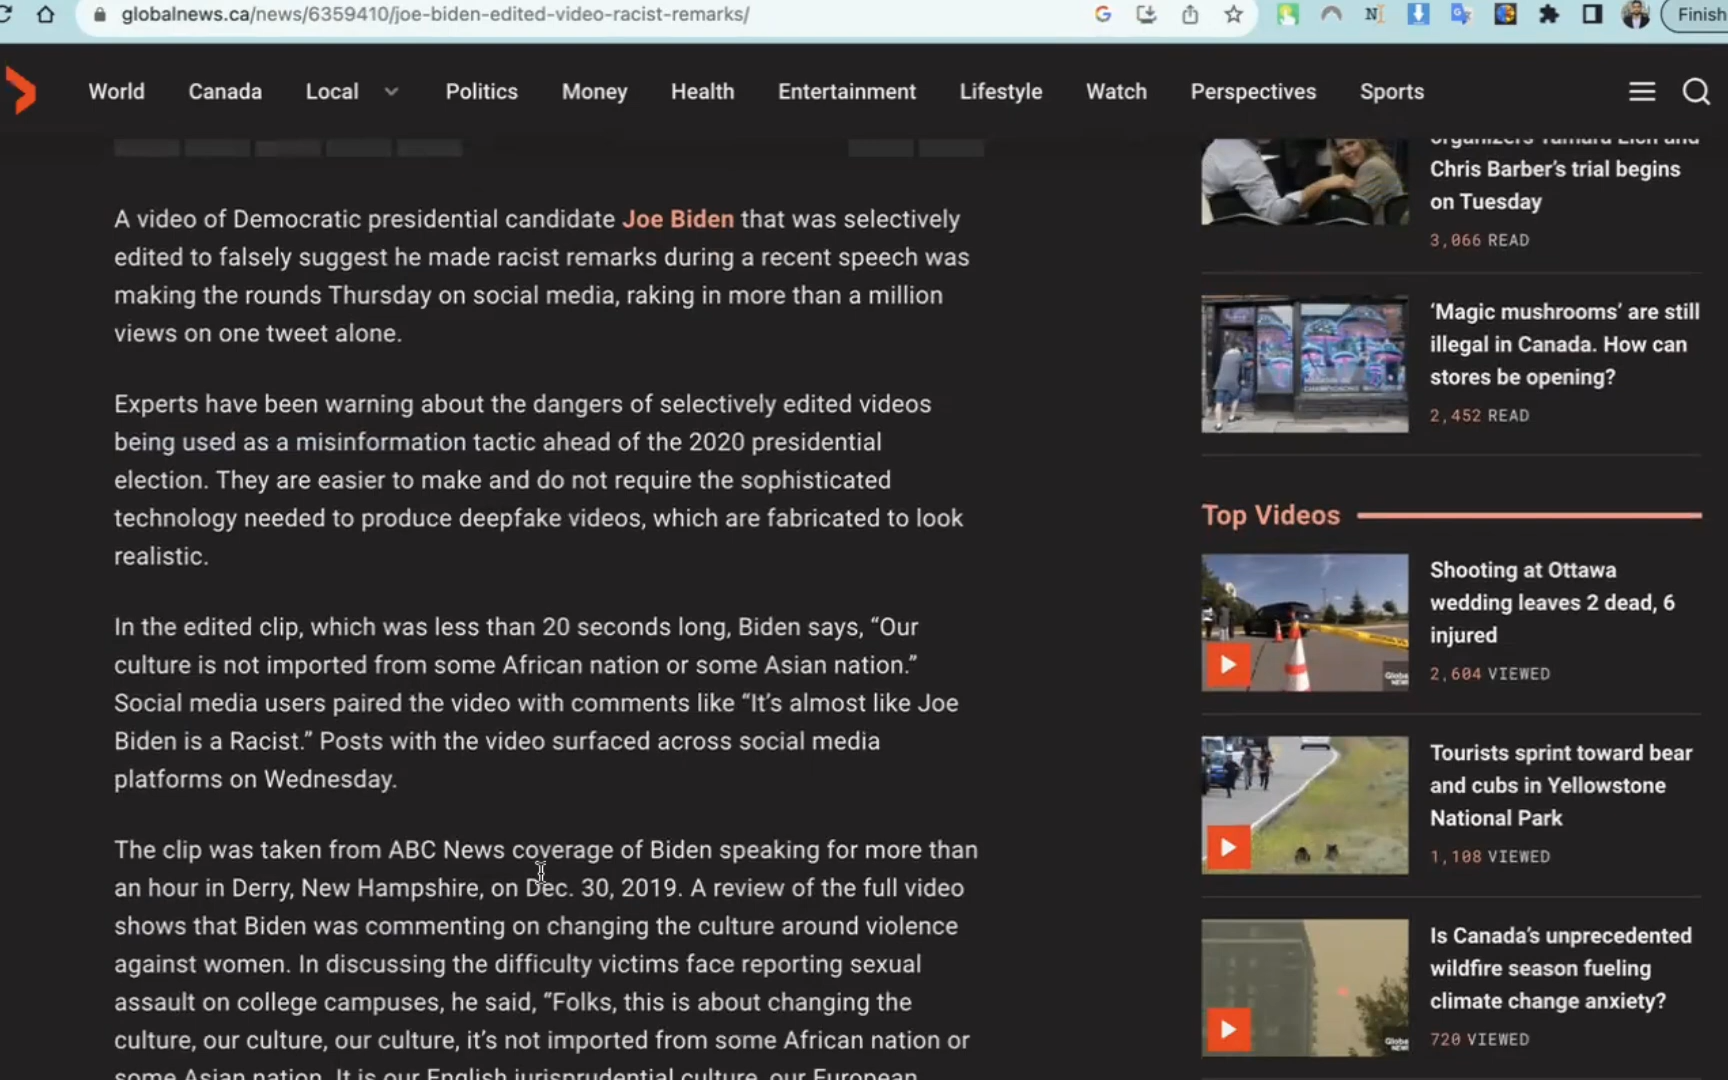 globalnews.ca/news/6359410/joe-biden-edited-video-racist-remarks/
Finish
World Canada Local Politics Money Health Entertainment Lifestyle Watch Perspectives Sports
A video of Democratic presidential candidate Joe Biden that was selectively
edited to falsely suggest he made racist remarks during a recent speech was
making the rounds Thursday on social media, raking in more than a million
views on one tweet alone.
Experts have been warning about the dangers of selectively edited videos
being used as a misinformation tactic ahead of the 2020 presidential
election. They are easier to make and do not require the sophisticated
technology needed to produce deepfake videos, which are fabricated to look
realistic.
In the edited clip, which was less than 20 seconds long, Biden says, “Our
culture is not imported from some African nation or some Asian nation.”
Social media users paired the video with comments like “It’s almost like Joe
Biden is a Racist.” Posts with the video surfaced across social media
platforms on Wednesday.
The clip was taken from ABC News coverage of Biden speaking for more than
an hour in Derry, New Hampshire, on Dec. 30, 2019. A review of the full video
shows that Biden was commenting on changing the culture around violence
against women. In discussing the difficulty victims face reporting sexual
assault on college campuses, he said, “Folks, this is about changing the
culture, our culture, our culture, it’s not imported from some African nation or
some Asian nation. It is our English jurisprudential culture, our European
organizers Tamara Lich and
Chris Barber’s trial begins
on Tuesday
3,066 READ
‘Magic mushrooms’ are still
illegal in Canada. How can
stores be opening?
2,452 READ
Top Videos
Shooting at Ottawa
wedding leaves 2 dead, 6
injured
2,604 VIEWED
Tourists sprint toward bear
and cubs in Yellowstone
National Park
1,108 VIEWED
Is Canada’s unprecedented
wildfire season fueling
climate change anxiety?
720 VIEWED